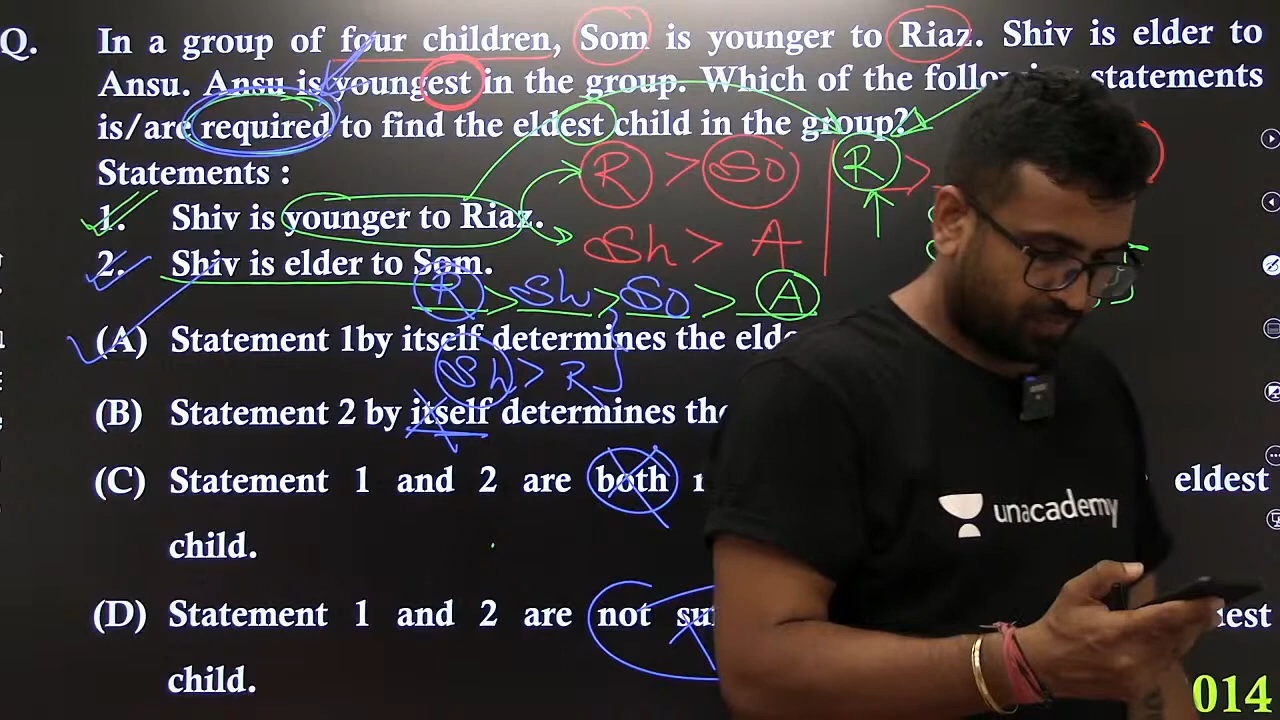 Q. In a group of four children, Som is younger to Riaz. Shiv is elder to
Ansu. Ansu is youngest in the group. Which of the statements
is/are required to find the eldest child in the group?
Statements :
R > So
R >
1. Shiv is younger to Riaz.
Sh > A
2. Shiv is elder to Som.
R > Sh > So > A
(A) Statement 1by itself determines the
Sh > R
(B) Statement 2 by itself determines
(C) Statement 1 and 2 are both eldest
child.
(D) Statement 1 and 2 are not
child.
unacademy
014